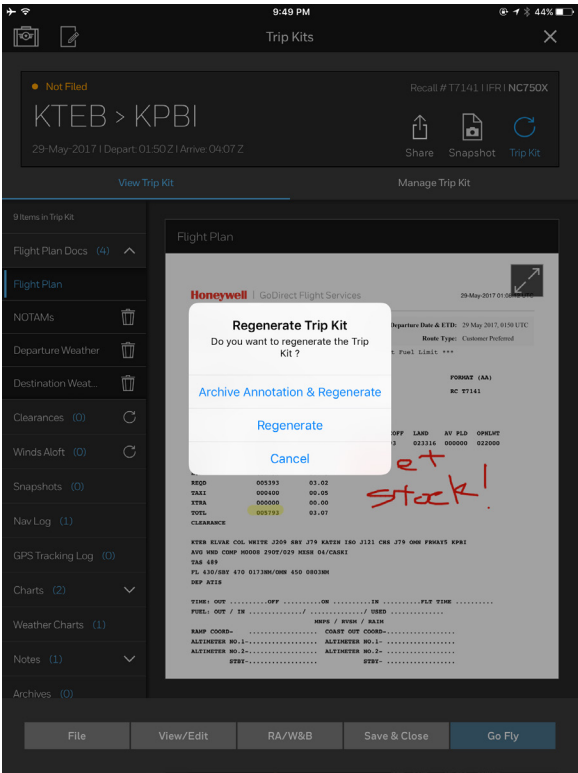 9:49 PM
44%
Trip Kits
Not Filed
Recall # T7141 I IFR I NC750X
KTEB > KPBI
29-May-2017 I Depart: 01:50 Z I Arrive: 04:07 Z
Share Snapshot Trip Kit
View Trip Kit Manage Trip Kit
9 Items in Trip Kit
Flight Plan Docs (4)
Flight Plan
NOTAMs
Departure Weather
Destination Weat...
Clearances (0)
Winds Aloft (0)
Snapshots (0)
Nav Log (1)
GPS Tracking Log (0)
Charts (2)
Weather Charts (1)
Notes (1)
Archives (0)
Flight Plan
Honeywell | GoDirect Flight Services
29-May-2017 01:
UTC
Departure Date & ETD: 29 May 2017, 0150 UTC
Route Type: Customer Preferred
Fuel Limit ***
FORMAT (AA)
RC T7141
Regenerate Trip Kit
Do you want to regenerate the Trip
Kit ?
Archive Annotation & Regenerate
Regenerate
Cancel
OFF LAND AV PLD OPNLWT
023316 000000 022000
et
stock!
REQD 005393 03.02
TAXI 000400 00.05
XTRA 000000 00.00
TOTL 005793 03.07
CLEARANCE
KTEB ELVAE COL WHITE J209 SBY J79 KATZN ISO J121 CHS J79 OMN FRWAY5 KPBI
AVG WND COMP M0008 290T/029 MXSH 04/CASKI
TAS 489
FL 430/SBY 470 0173NM/OMN 450 0803NM
DEP ATIS
TIME: OUT ..........OFF ............ON ...........IN ..........FLT TIME ..........
FUEL: OUT / IN ............../ ............../ USED ..............
MNPS / RVSM / RAIM
RAMP COORD- ................. COAST OUT COORD-.................
ALTIMETER NO.1-................. ALTIMETER NO.1- .................
ALTIMETER NO.2-................. ALTIMETER NO.2- .................
STBY-................. STBY- .................
File View/Edit RA/W&B Save & Close Go Fly